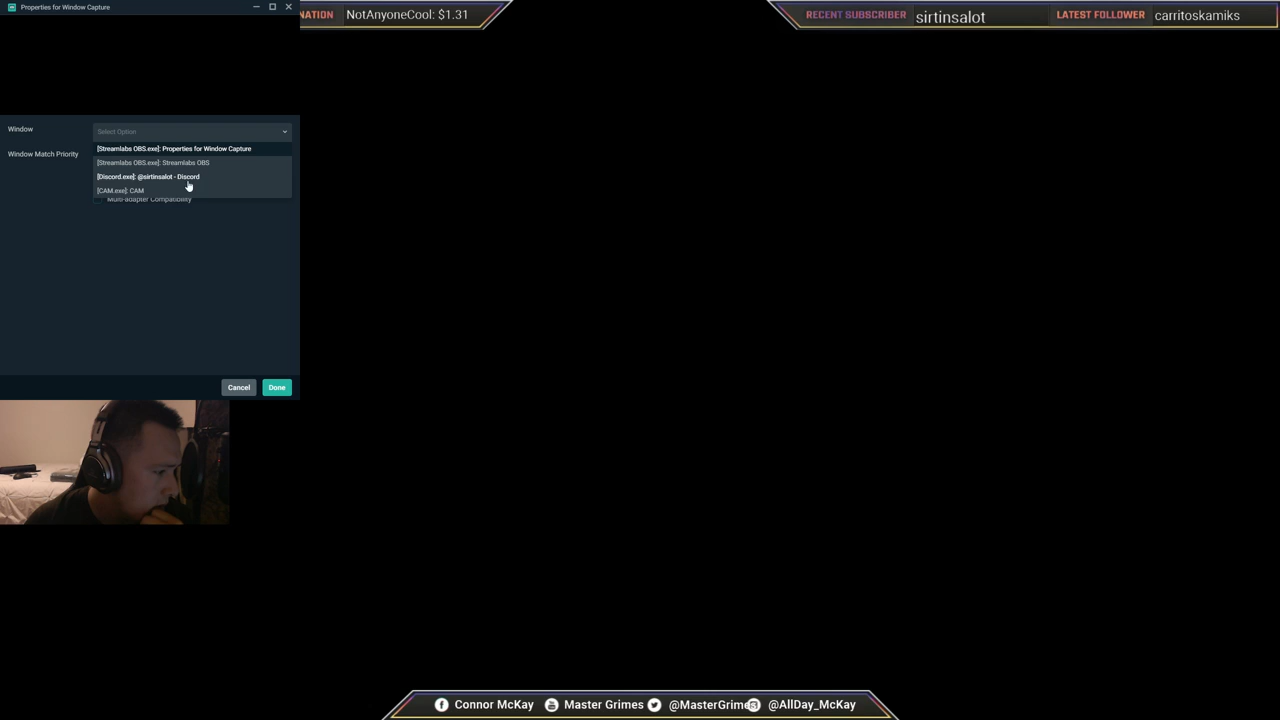 Properties for Window Capture
NATION NotAnyoneCool: $1.31
RECENT SUBSCRIBER sirtinsalot LATEST FOLLOWER carritoskamiks
Window
Select Option
[Streamlabs OBS.exe]: Properties for Window Capture
Window Match Priority
[Streamlabs OBS.exe]: Streamlabs OBS
[Discord.exe]: @sirtinsalot - Discord
[CAM.exe]: CAM
Multi-adapter Compatibility
Cancel Done
Connor McKay Master Grimes @MasterGrime @AllDay_McKay